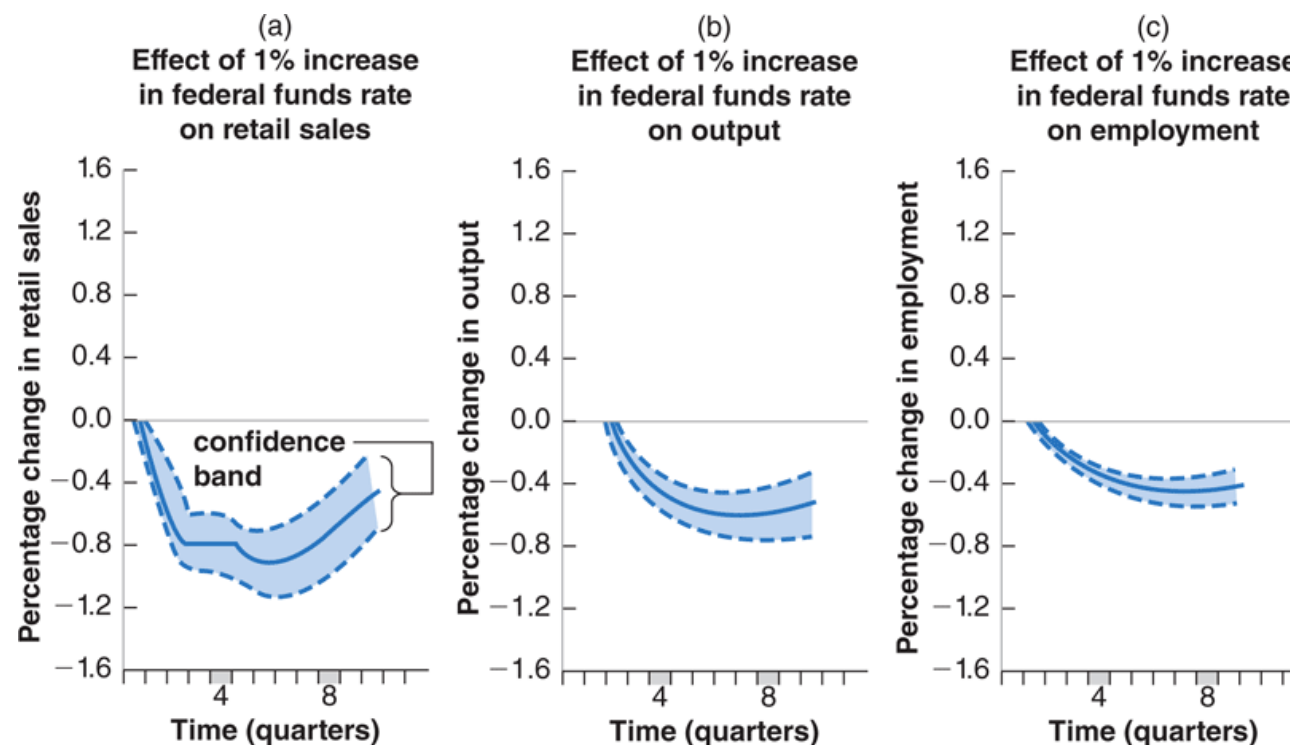 (a)
Effect of 1% increase
in federal funds rate
on retail sales
Percentage change in retail sales
1.6
1.2
0.8
0.4
0.0
−0.4
−0.8
−1.2
−1.6
confidence
band
4
8
Time (quarters)
(b)
Effect of 1% increase
in federal funds rate
on output
Percentage change in output
1.6
1.2
0.8
0.4
0.0
−0.4
−0.8
−1.2
−1.6
4
8
Time (quarters)
(c)
Effect of 1% increase
in federal funds rate
on employment
Percentage change in employment
1.6
1.2
0.8
0.4
0.0
−0.4
−0.8
−1.2
−1.6
4
8
Time (quarters)